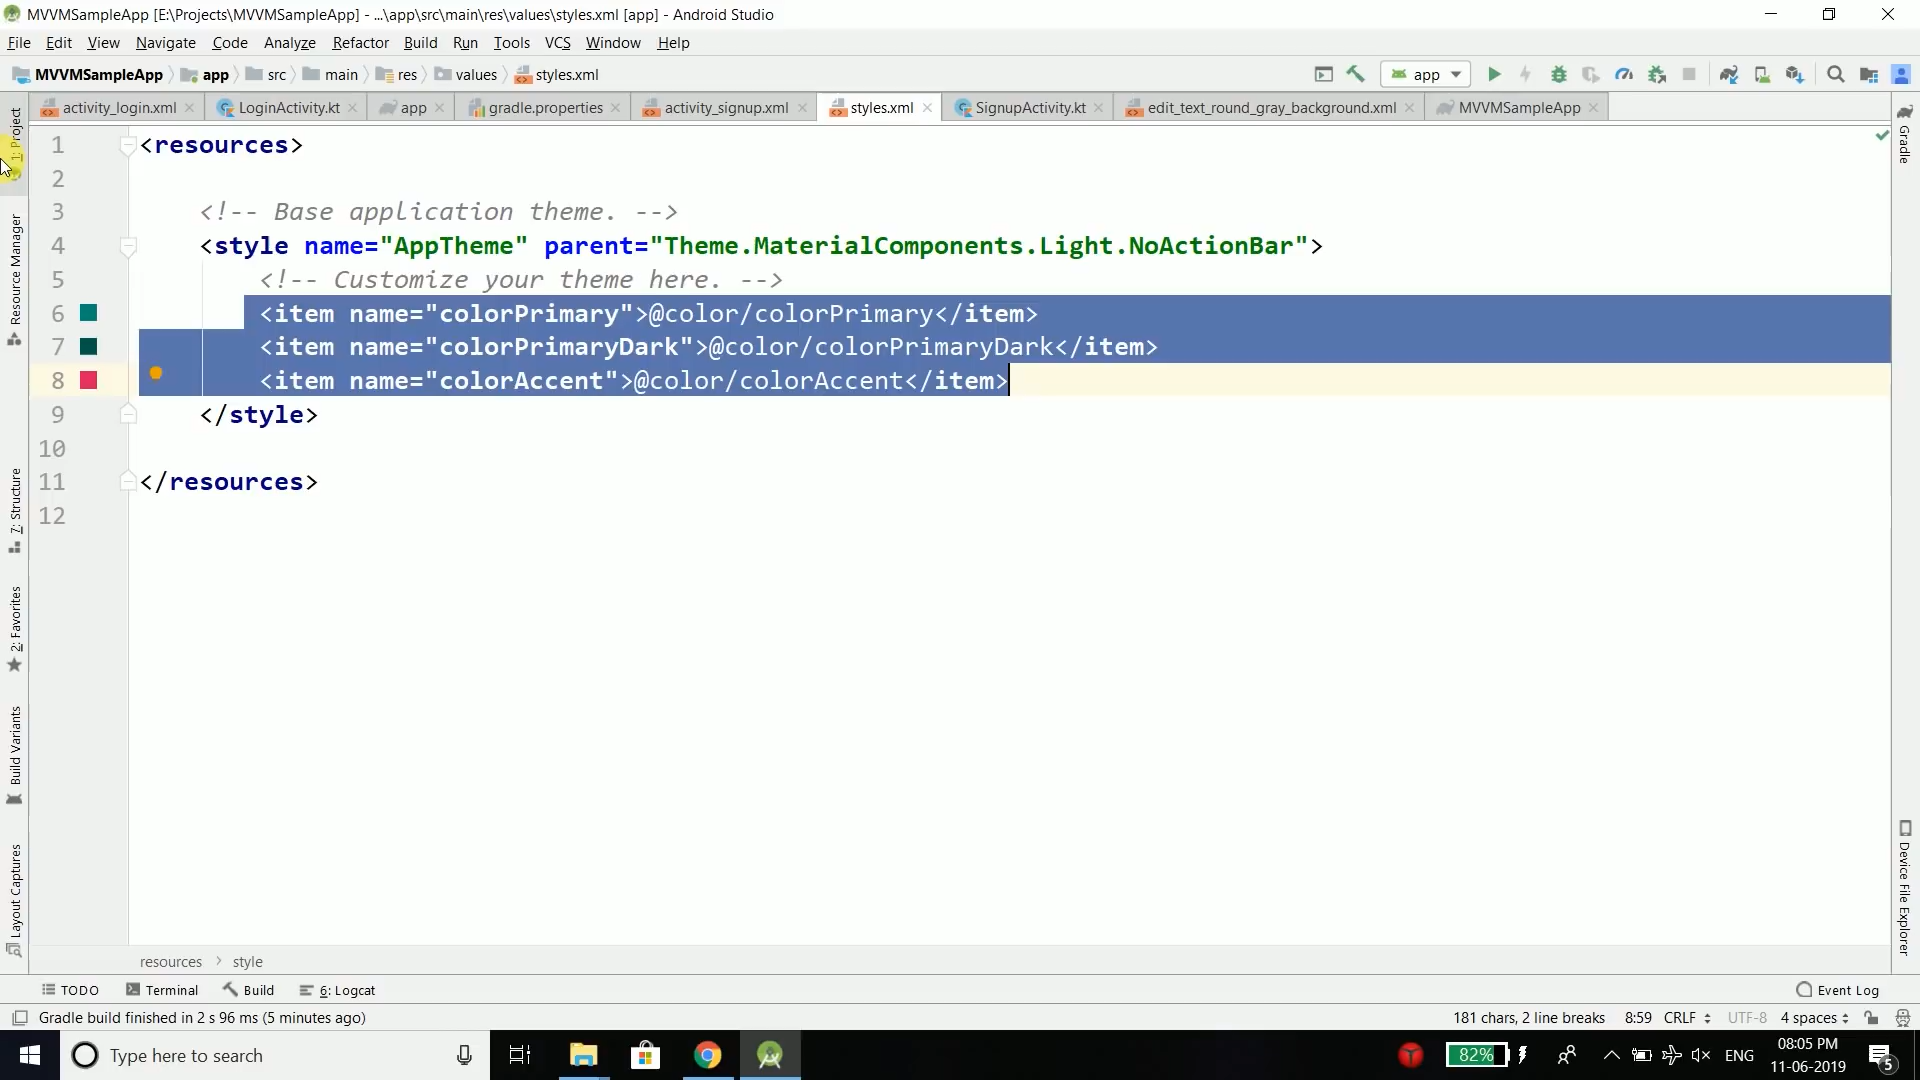 MVVMSampleApp [E:\Projects\MVVMSampleApp] - ...\app\src\main\res\values\styles.xml [app] - Android Studio
File Edit View Navigate Code Analyze Refactor Build Run Tools VCS Window Help
MVVMSampleApp app src main res values styles.xml app
activity_login.xml LoginActivity.kt app gradle.properties activity_signup.xml styles.xml SignupActivity.kt edit_text_round_gray_background.xml MVVMSampleApp
1: Project
Resource Manager
7: Structure
2: Favorites
Build Variants
Layout Captures
1 <resources>
2
3 <!-- Base application theme. -->
4 <style name="AppTheme" parent="Theme.MaterialComponents.Light.NoActionBar">
5 <!-- Customize your theme here. -->
6 <item name="colorPrimary">@color/colorPrimary</item>
7 <item name="colorPrimaryDark">@color/colorPrimaryDark</item>
8 <item name="colorAccent">@color/colorAccent</item>
9 </style>
10
11 </resources>
12
Gradle
Device File Explorer
resources > style
TODO Terminal Build 6: Logcat Event Log
Gradle build finished in 2 s 96 ms (5 minutes ago) 181 chars, 2 line breaks 8:59 CRLF UTF-8 4 spaces
Type here to search 82% ENG 08:05 PM
11-06-2019 5